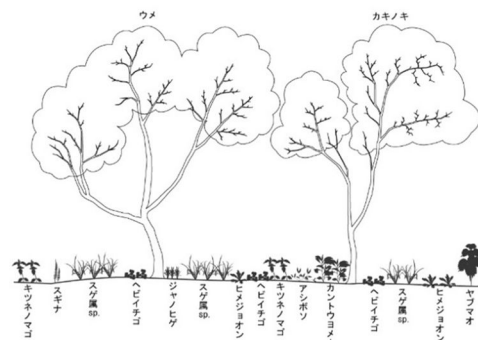 ウメ
カキノキ
キツネノマゴ
スギナ
スゲ属sp.
ヘビイチゴ
ジャノヒゲ
スゲ属sp.
ヒメジョオン
ヘビイチゴ
キツネノマゴ
アシボソ
カントウヨメナ
ヘビイチゴ
スゲ属sp.
ヒメジョオン
ヤブマオ